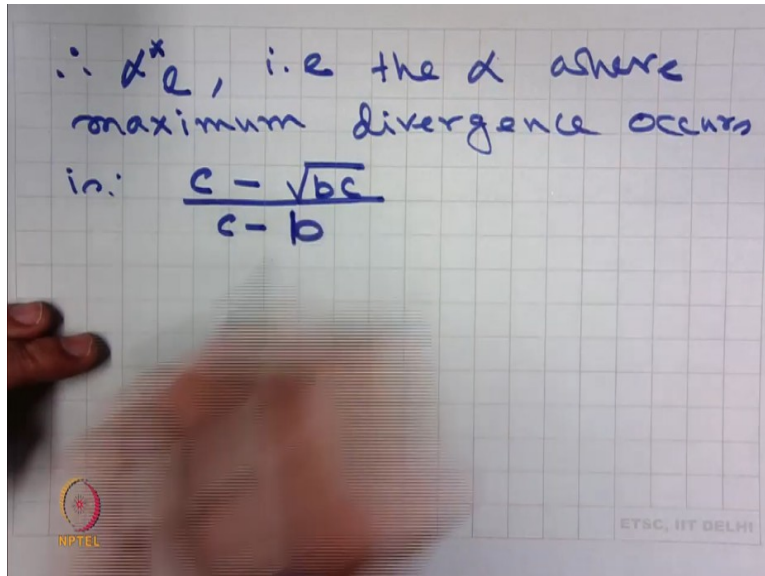 ∴ α*e, i.e the α where
maximum divergence occurs
is: c - √bc
c - b
NPTEL
ETSC, IIT DELHI